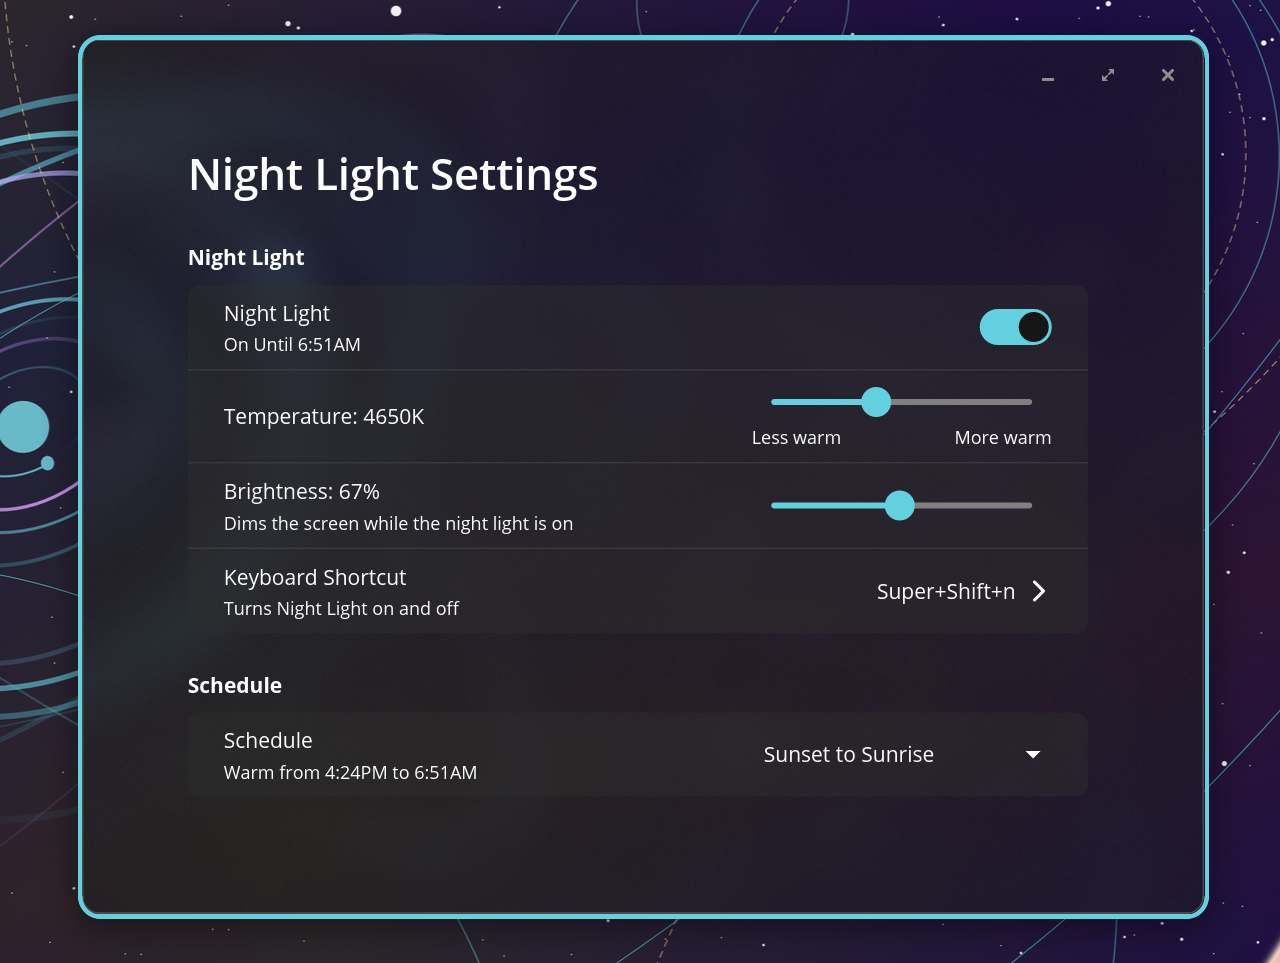 Night Light Settings
Night Light
Night Light
On Until 6:51AM
Temperature: 4650K
Less warm More warm
Brightness: 67%
Dims the screen while the night light is on
Keyboard Shortcut
Turns Night Light on and off
Super+Shift+n
Schedule
Schedule
Warm from 4:24PM to 6:51AM
Sunset to Sunrise